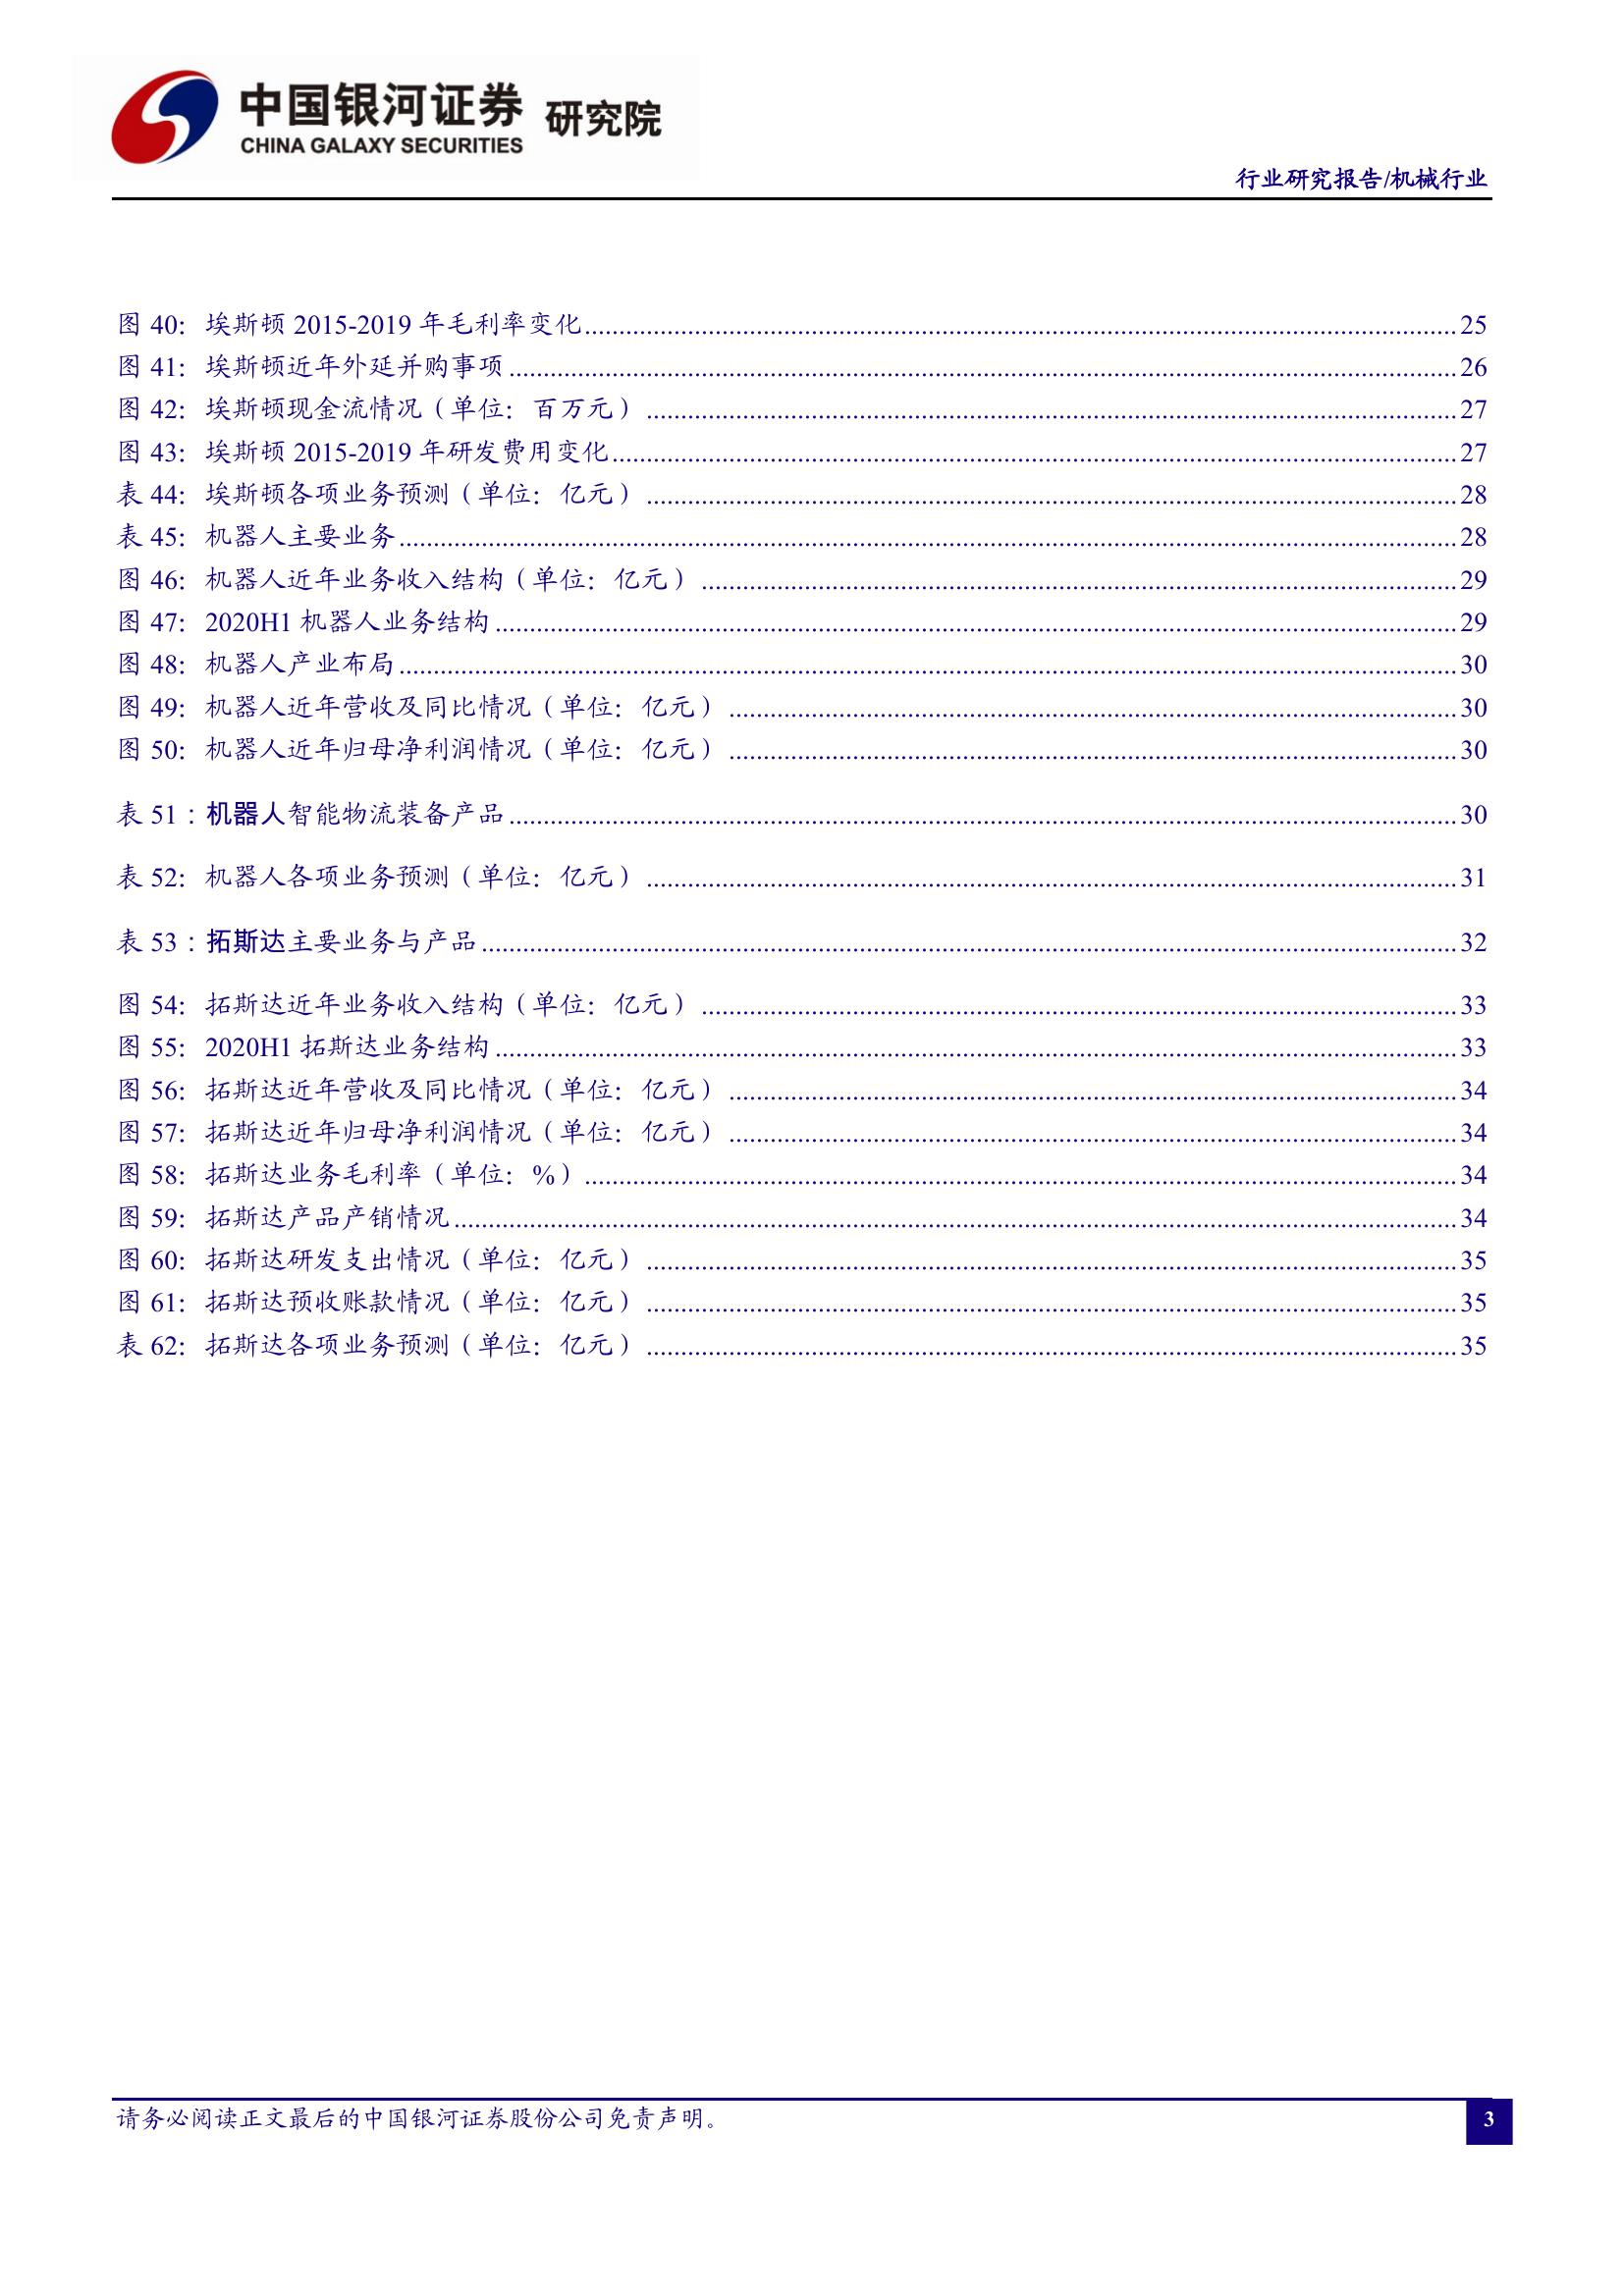 中国银河证券 研究院
CHINA GALAXY SECURITIES
行业研究报告/机械行业
图 40: 埃斯顿 2015-2019 年毛利率变化........................25
图 41: 埃斯顿近年外延并购事项........................26
图 42: 埃斯顿现金流情况（单位：百万元）........................27
图 43: 埃斯顿 2015-2019 年研发费用变化........................27
表 44: 埃斯顿各项业务预测（单位：亿元）........................28
表 45: 机器人主要业务........................28
图 46: 机器人近年业务收入结构（单位：亿元）........................29
图 47: 2020H1 机器人业务结构........................29
图 48: 机器人产业布局........................30
图 49: 机器人近年营收及同比情况（单位：亿元）........................30
图 50: 机器人近年归母净利润情况（单位：亿元）........................30
表 51：机器人智能物流装备产品........................30
表 52: 机器人各项业务预测（单位：亿元）........................31
表 53：拓斯达主要业务与产品........................32
图 54: 拓斯达近年业务收入结构（单位：亿元）........................33
图 55: 2020H1 拓斯达业务结构........................33
图 56: 拓斯达近年营收及同比情况（单位：亿元）........................34
图 57: 拓斯达近年归母净利润情况（单位：亿元）........................34
图 58: 拓斯达业务毛利率（单位：%）........................34
图 59: 拓斯达产品产销情况........................34
图 60: 拓斯达研发支出情况（单位：亿元）........................35
图 61: 拓斯达预收账款情况（单位：亿元）........................35
表 62: 拓斯达各项业务预测（单位：亿元）........................35
请务必阅读正文最后的中国银河证券股份公司免责声明。
3